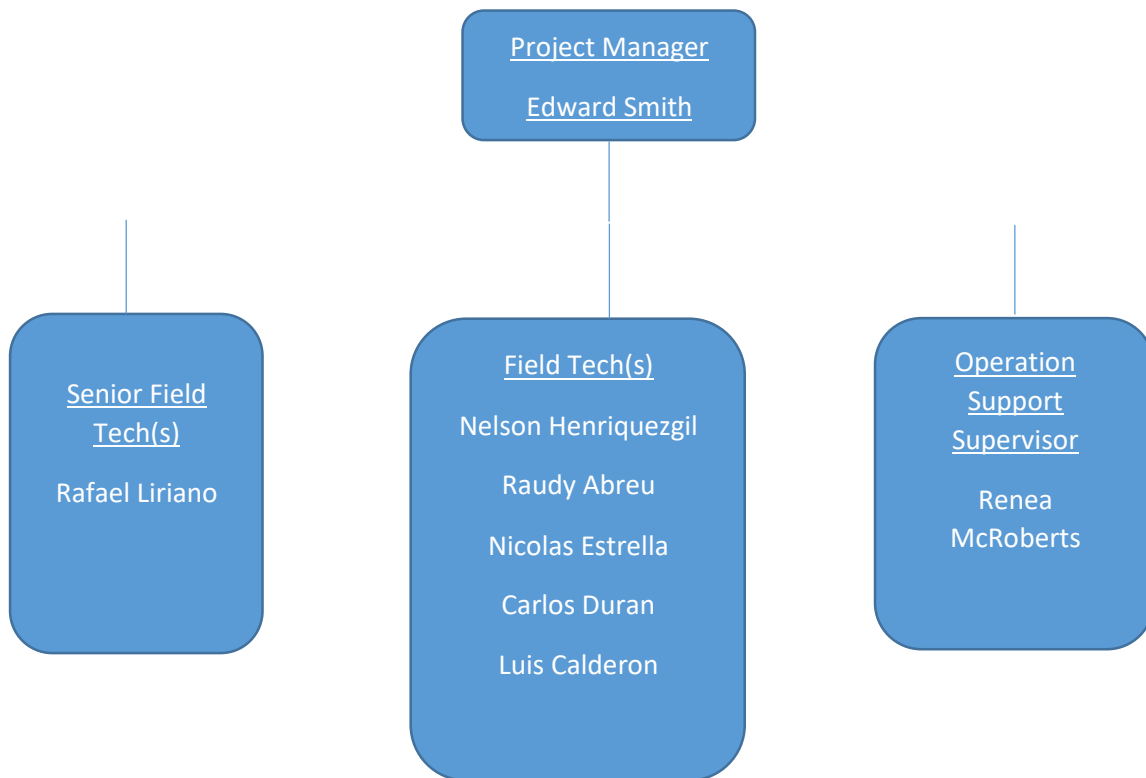 Project Manager
Edward Smith
Senior Field
Tech(s)
Rafael Liriano
Field Tech(s)
Nelson Henriquezgil
Raudy Abreu
Nicolas Estrella
Carlos Duran
Luis Calderon
Operation
Support
Supervisor
Renea
McRoberts